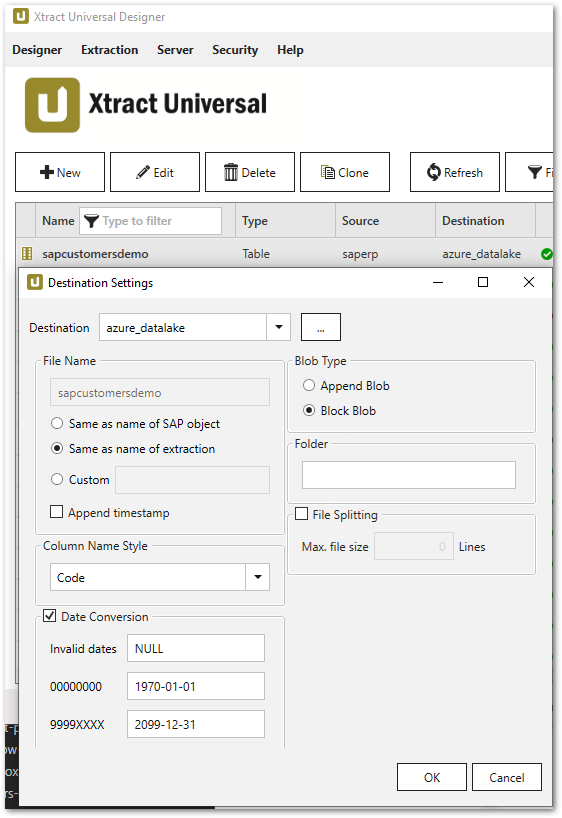 Xtract Universal Designer
Designer Extraction Server Security Help
Xtract Universal
New Edit Delete Clone Refresh
Name Type to filter Type Source Destination
sapcustomersdemo Table saperp azure_datalake
Destination Settings
Destination azure_datalake ...
File Name
sapcustomersdemo
Same as name of SAP object
Same as name of extraction
Custom
Append timestamp
Column Name Style
Code
Date Conversion
Invalid dates NULL
00000000 1970-01-01
9999XXXX 2099-12-31
Blob Type
Append Blob
Block Blob
Folder
File Splitting
Max. file size 0 Lines
OK Cancel